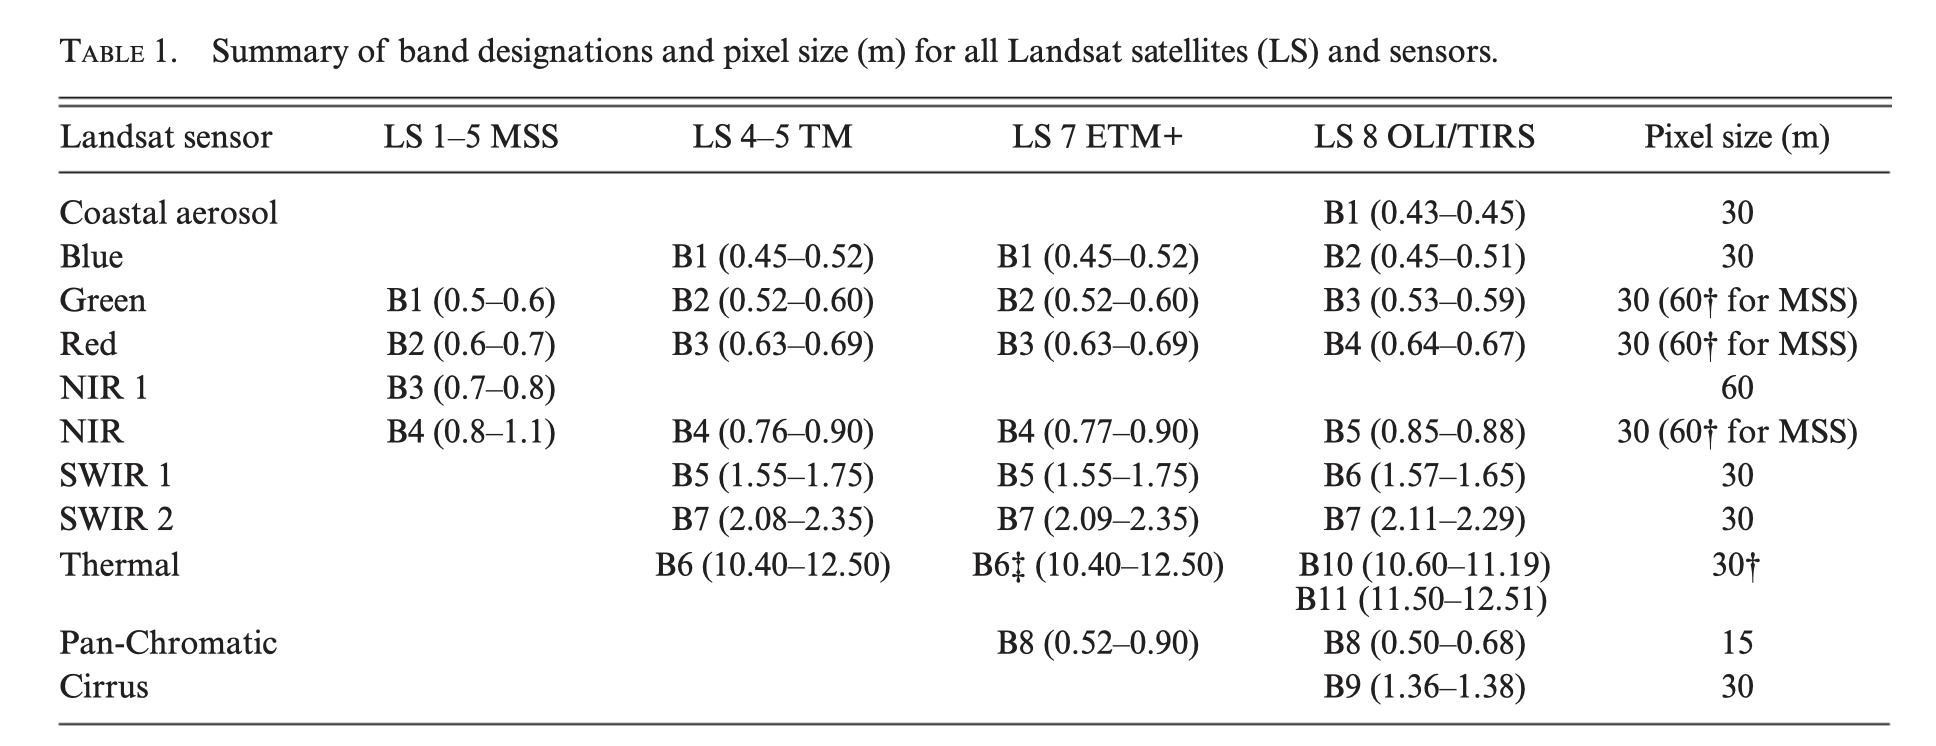 TABLE 1. Summary of band designations and pixel size (m) for all Landsat satellites (LS) and sensors.
Landsat sensor LS 1–5 MSS LS 4–5 TM LS 7 ETM+ LS 8 OLI/TIRS Pixel size (m)
Coastal aerosol B1 (0.43–0.45) 30
Blue B1 (0.45–0.52) B1 (0.45–0.52) B2 (0.45–0.51) 30
Green B1 (0.5–0.6) B2 (0.52–0.60) B2 (0.52–0.60) B3 (0.53–0.59) 30 (60† for MSS)
Red B2 (0.6–0.7) B3 (0.63–0.69) B3 (0.63–0.69) B4 (0.64–0.67) 30 (60† for MSS)
NIR 1 B3 (0.7–0.8) 60
NIR B4 (0.8–1.1) B4 (0.76–0.90) B4 (0.77–0.90) B5 (0.85–0.88) 30 (60† for MSS)
SWIR 1 B5 (1.55–1.75) B5 (1.55–1.75) B6 (1.57–1.65) 30
SWIR 2 B7 (2.08–2.35) B7 (2.09–2.35) B7 (2.11–2.29) 30
Thermal B6 (10.40–12.50) B6‡ (10.40–12.50) B10 (10.60–11.19) 30†
B11 (11.50–12.51)
Pan-Chromatic B8 (0.52–0.90) B8 (0.50–0.68) 15
Cirrus B9 (1.36–1.38) 30